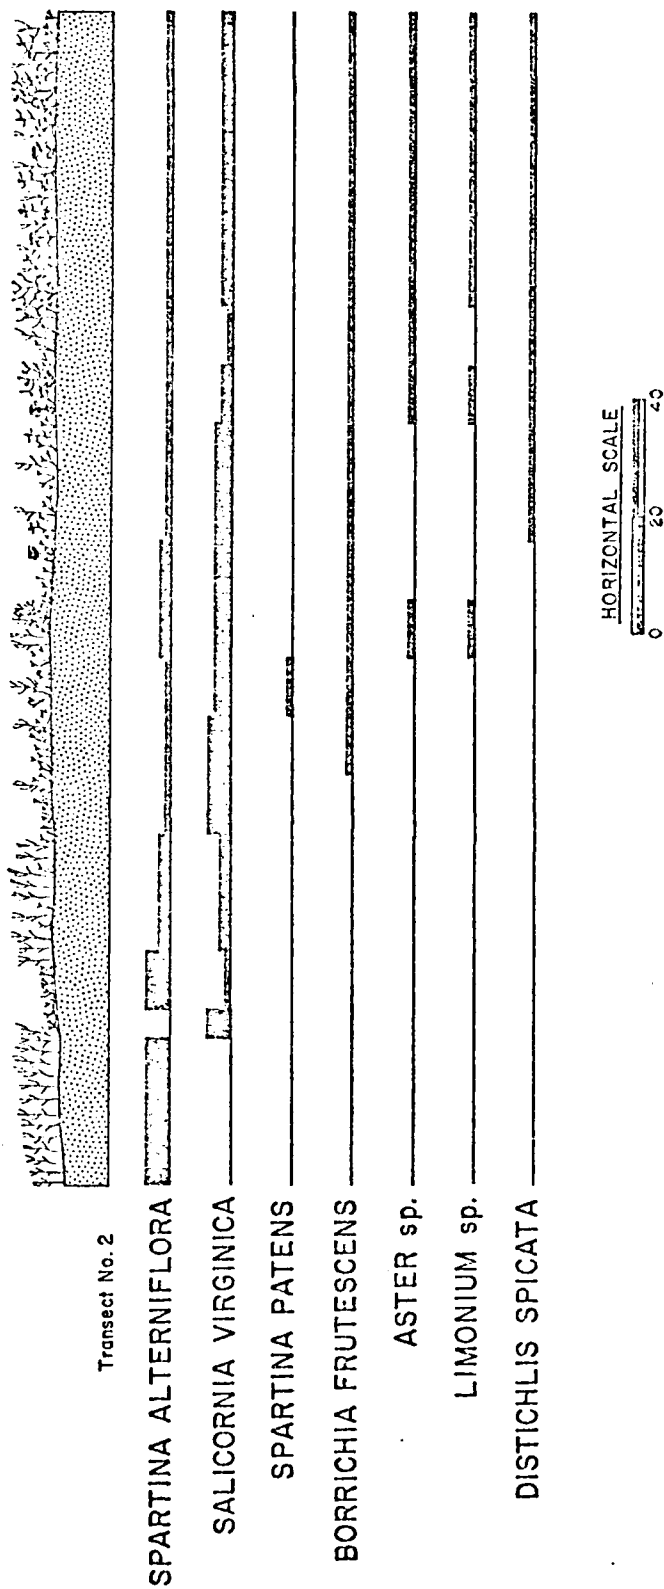 Transect No. 2
SPARTINA ALTERNIFLORA
SALICORNIA VIRGINICA
SPARTINA PATENS
BORRICHIA FRUTESCENS
ASTER sp.
LIMONIUM sp.
DISTICHLIS SPICATA
HORIZONTAL SCALE
0 20 40